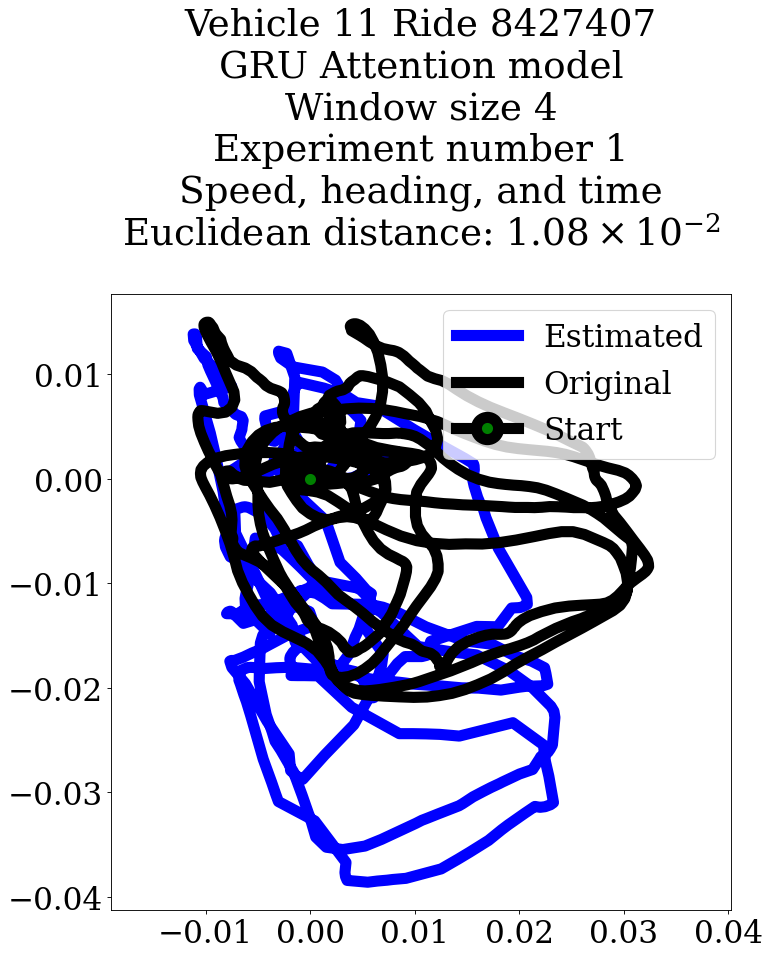 Vehicle 11 Ride 8427407
GRU Attention model
Window size 4
Experiment number 1
Speed, heading, and time
Euclidean distance: 1.08 × 10⁻²
Estimated
Original
Start
0.01
0.00
−0.01
−0.02
−0.03
−0.04
−0.01 0.00 0.01 0.02 0.03 0.04